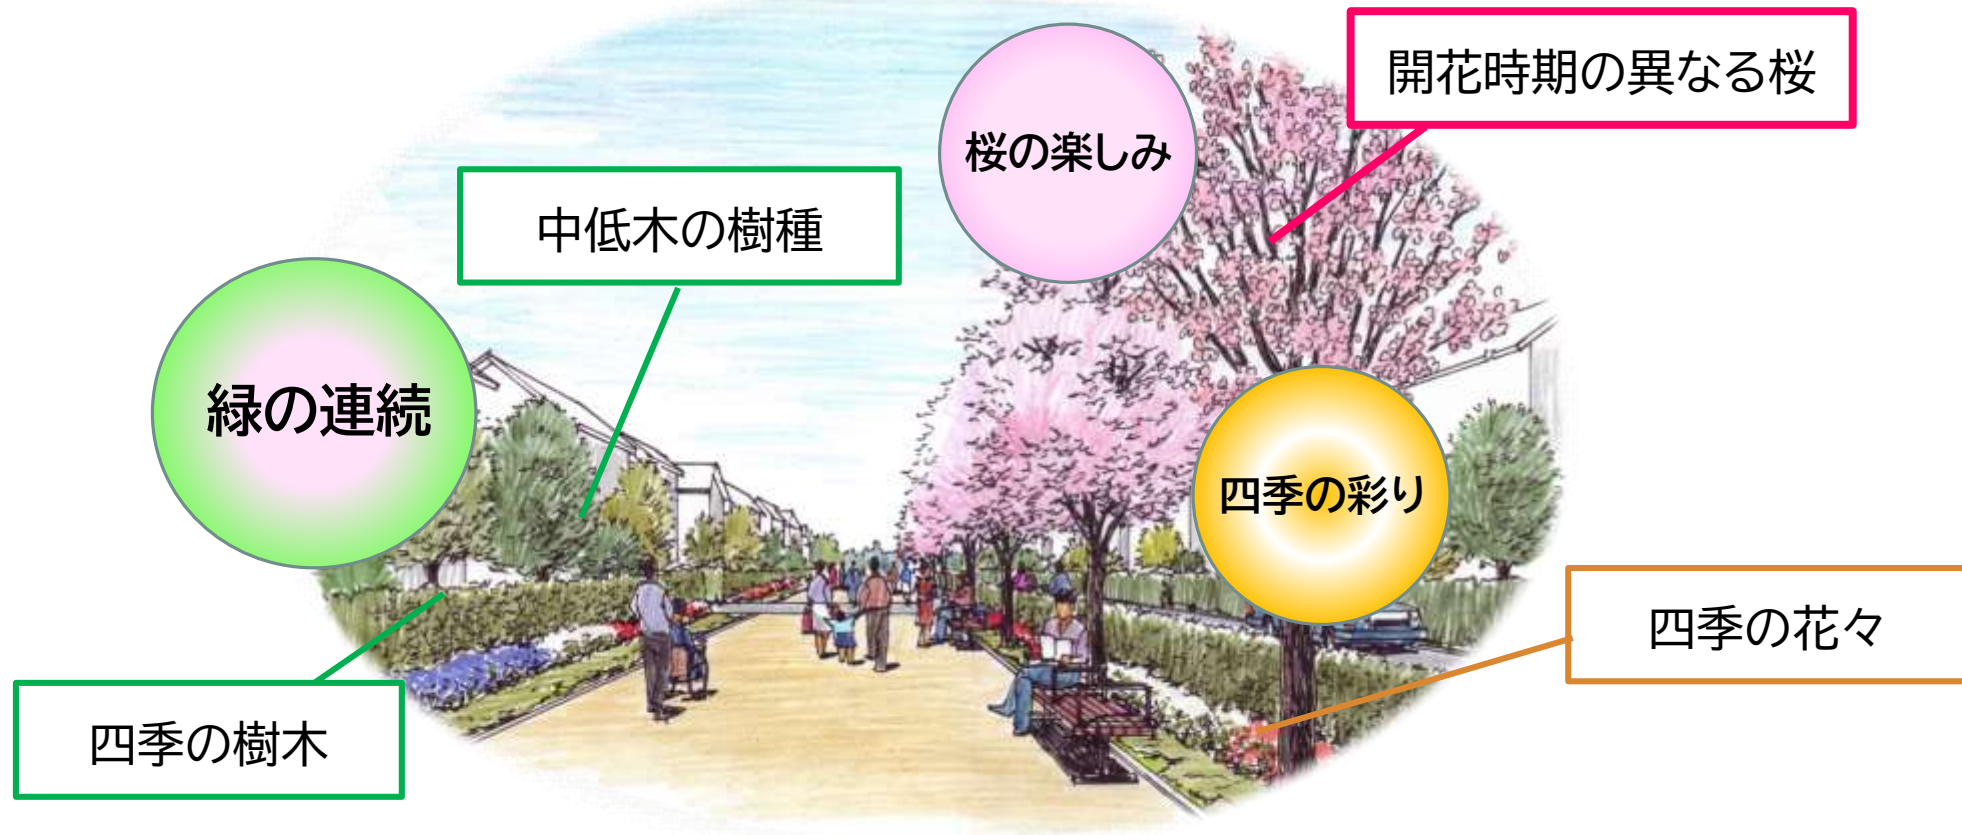 開花時期の異なる桜
桜の楽しみ
中低木の樹種
緑の連続
四季の彩り
四季の花々
四季の樹木